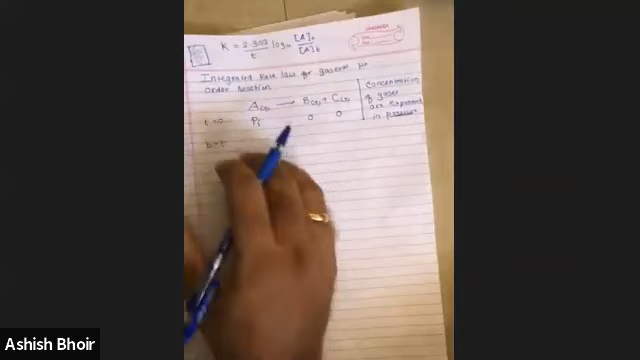 K = 2.303/t log₁₀ [A]₀/[A]t
Integrated Rate law for gaseous 1st
order reaction
A(g) → B(g) + C(g)
t=0 Pi 0 0
t=t
Concentration
of gases
are expressed
in pressure
Ashish Bhoir